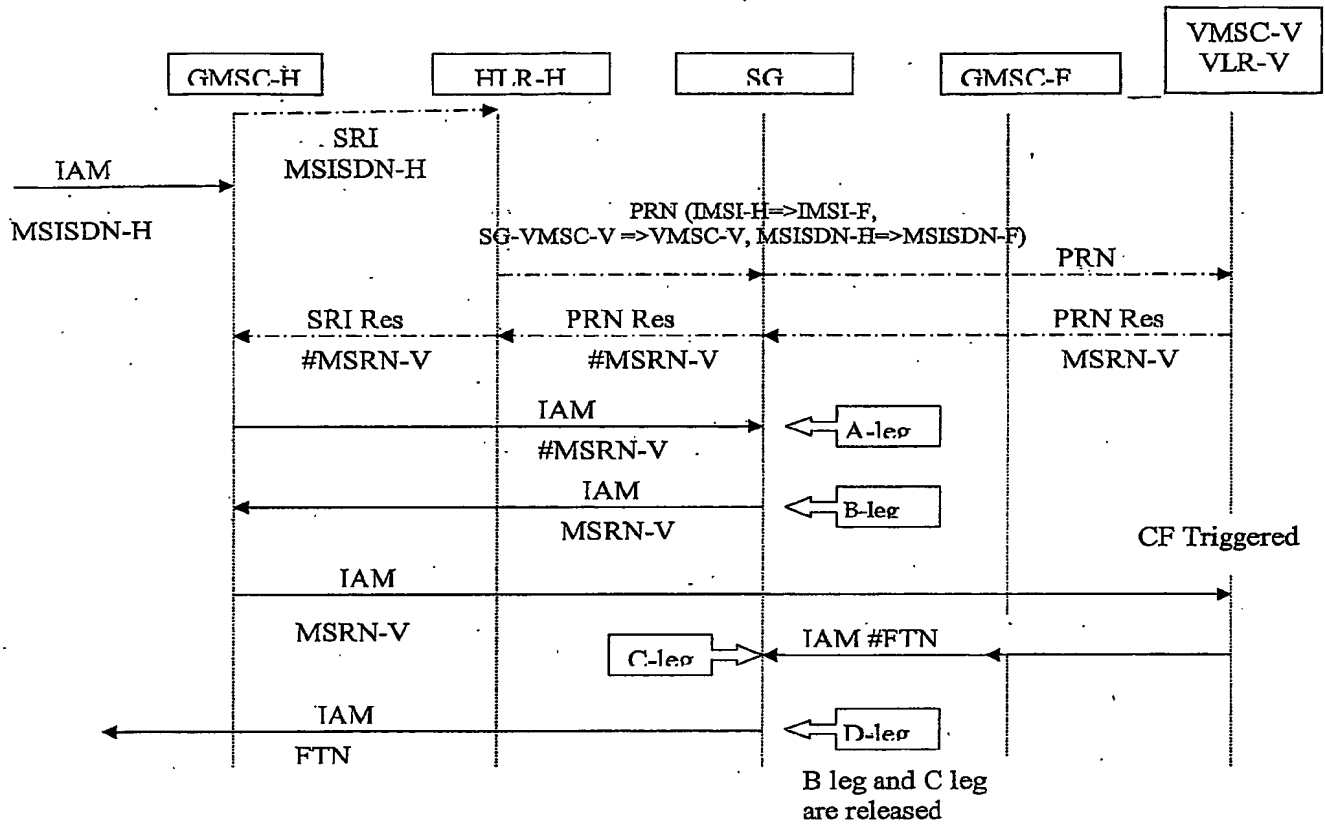 VMSC-V
VLR-V
GMSC-H
HLR-H
SG
GMSC-F
SRI
MSISDN-H
IAM
MSISDN-H
PRN (IMSI-H=>IMSI-F,
SG-VMSC-V =>VMSC-V, MSISDN-H=>MSISDN-F)
PRN
SRI Res
PRN Res
PRN Res
#MSRN-V
#MSRN-V
MSRN-V
IAM
A-leg
#MSRN-V
IAM
B-leg
MSRN-V
CF Triggered
IAM
MSRN-V
IAM #FTN
C-leg
IAM
D-leg
FTN
B leg and C leg
are released